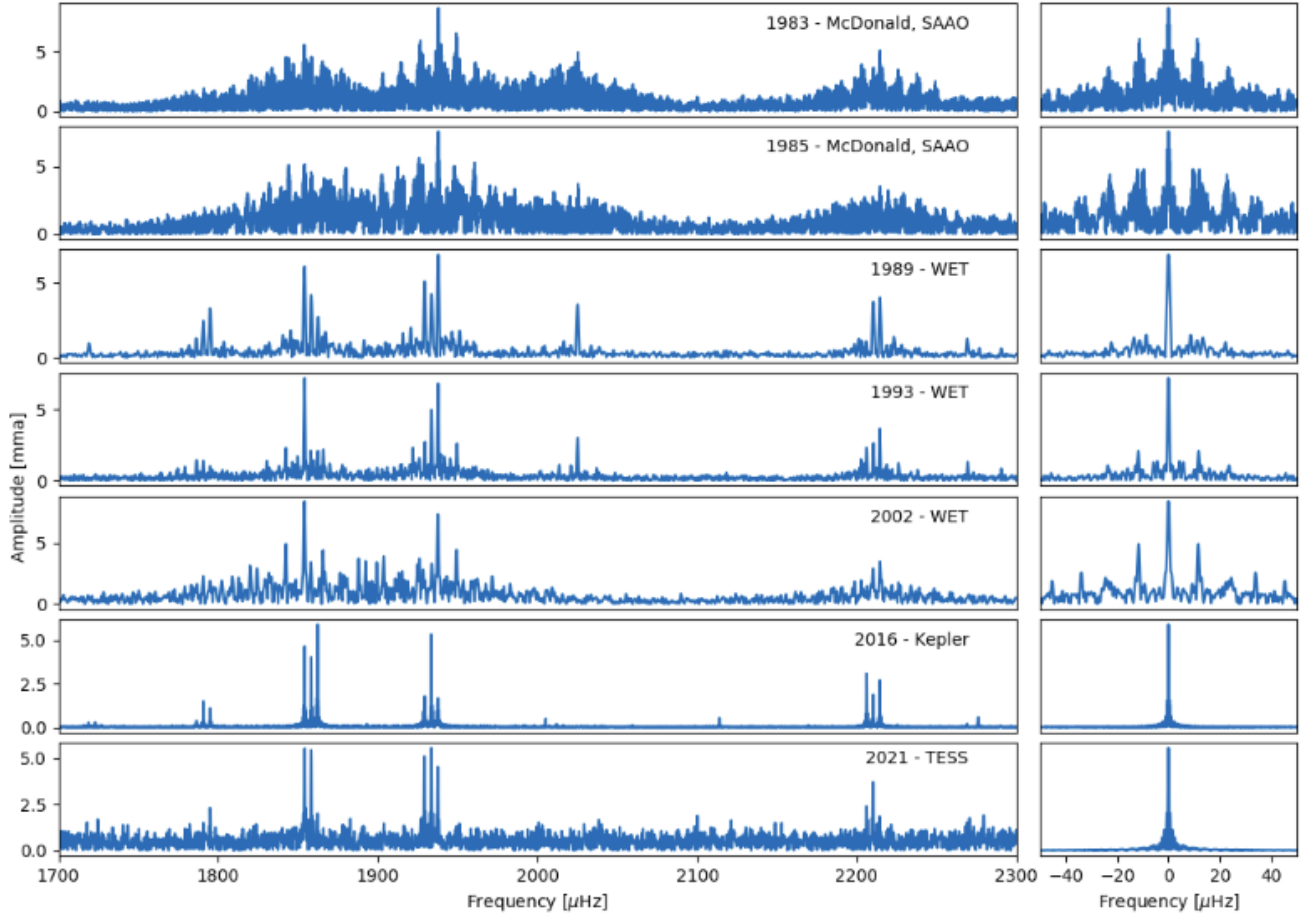 1983 - McDonald, SAAO
5
0
1985 - McDonald, SAAO
5
0
1989 - WET
5
0
1993 - WET
5
0
2002 - WET
5
0
2016 - Kepler
5.0
2.5
0.0
2021 - TESS
5.0
2.5
0.0
Amplitude [mma]
1700 1800 1900 2000 2100 2200 2300
−40 −20 0 20 40
Frequency [μHz]
Frequency [μHz]